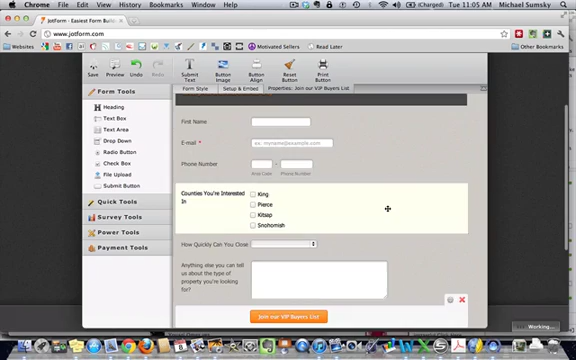 Chrome File Edit View History Bookmarks Window Help (Charged) Tue 11:05 AM Michael Sumsky
JotForm - Easiest Form Buil
www.jotform.com
Websites Motivated Sellers Read Later Other Bookmarks
Save Preview Undo Redo Submit Text Button Image Button Align Reset Button Print Button
Form Tools Form Style Setup & Embed Properties: Join our VIP Buyers List
Heading
Text Box
Text Area
Drop Down
Radio Button
Check Box
File Upload
Submit Button
Quick Tools
Survey Tools
Power Tools
Payment Tools
First Name
E-mail * ex: myname@example.com
Phone Number -
Area Code Phone Number
Counties You're Interested In
King
Pierce
Kitsap
Snohomish
How Quickly Can You Close
Anything else you can tell
us about the type of
property you're looking
for?
Join our VIP Buyers List
Working...